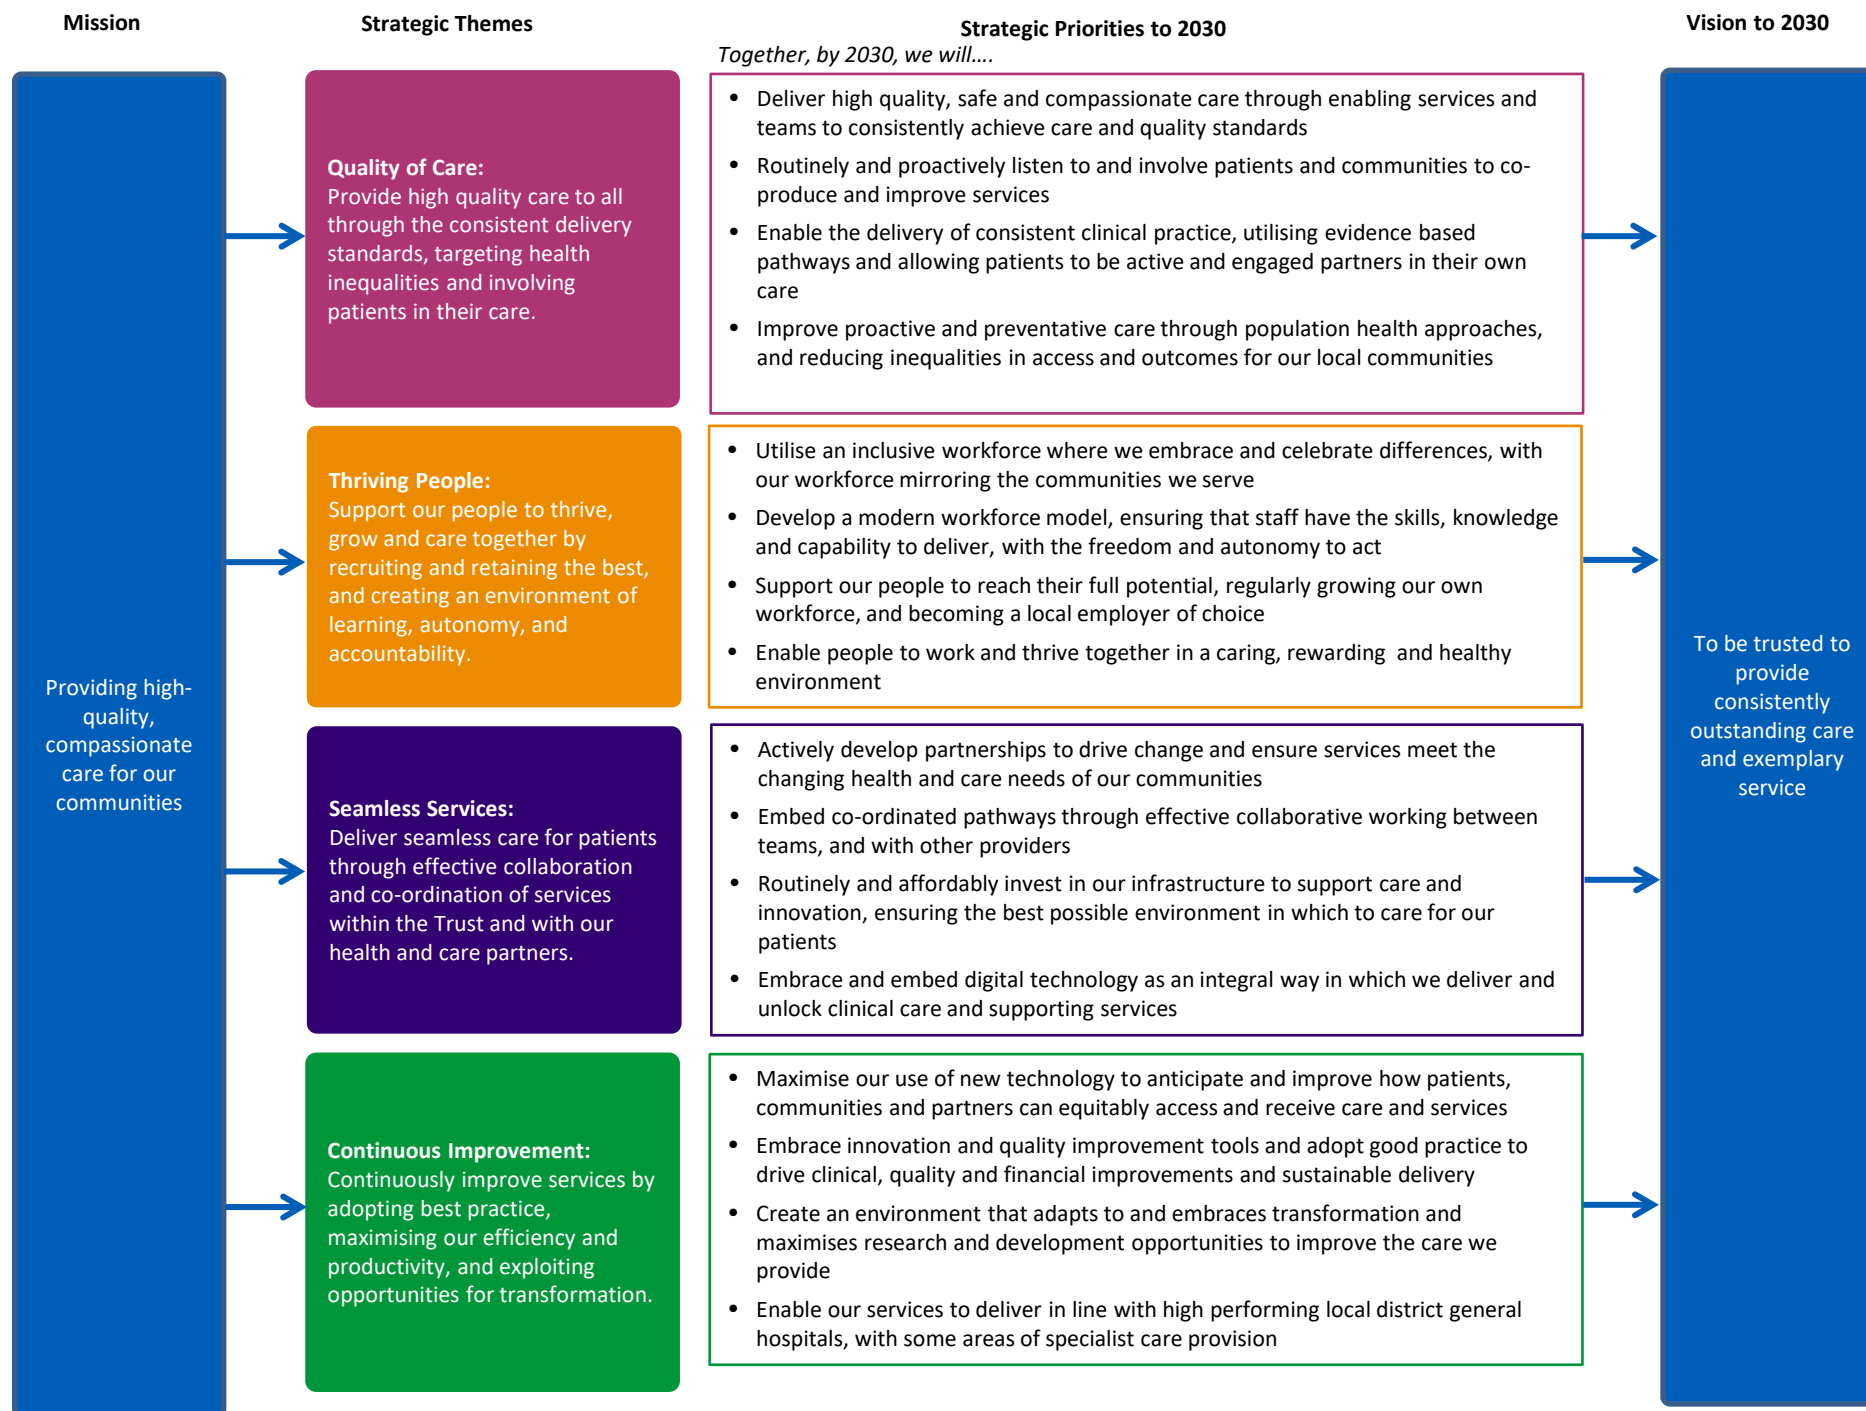 Mission
Strategic Themes
Strategic Priorities to 2030
Vision to 2030
Together, by 2030, we will....
Providing high-
quality,
compassionate
care for our
communities
Quality of Care:
Provide high quality care to all
through the consistent delivery
standards, targeting health
inequalities and involving
patients in their care.
• Deliver high quality, safe and compassionate care through enabling services and
teams to consistently achieve care and quality standards
• Routinely and proactively listen to and involve patients and communities to co-
produce and improve services
• Enable the delivery of consistent clinical practice, utilising evidence based
pathways and allowing patients to be active and engaged partners in their own
care
• Improve proactive and preventative care through population health approaches,
and reducing inequalities in access and outcomes for our local communities
Thriving People:
Support our people to thrive,
grow and care together by
recruiting and retaining the best,
and creating an environment of
learning, autonomy, and
accountability.
• Utilise an inclusive workforce where we embrace and celebrate differences, with
our workforce mirroring the communities we serve
• Develop a modern workforce model, ensuring that staff have the skills, knowledge
and capability to deliver, with the freedom and autonomy to act
• Support our people to reach their full potential, regularly growing our own
workforce, and becoming a local employer of choice
• Enable people to work and thrive together in a caring, rewarding and healthy
environment
Seamless Services:
Deliver seamless care for patients
through effective collaboration
and co-ordination of services
within the Trust and with our
health and care partners.
• Actively develop partnerships to drive change and ensure services meet the
changing health and care needs of our communities
• Embed co-ordinated pathways through effective collaborative working between
teams, and with other providers
• Routinely and affordably invest in our infrastructure to support care and
innovation, ensuring the best possible environment in which to care for our
patients
• Embrace and embed digital technology as an integral way in which we deliver and
unlock clinical care and supporting services
Continuous Improvement:
Continuously improve services by
adopting best practice,
maximising our efficiency and
productivity, and exploiting
opportunities for transformation.
• Maximise our use of new technology to anticipate and improve how patients,
communities and partners can equitably access and receive care and services
• Embrace innovation and quality improvement tools and adopt good practice to
drive clinical, quality and financial improvements and sustainable delivery
• Create an environment that adapts to and embraces transformation and
maximises research and development opportunities to improve the care we
provide
• Enable our services to deliver in line with high performing local district general
hospitals, with some areas of specialist care provision
To be trusted to
provide
consistently
outstanding care
and exemplary
service